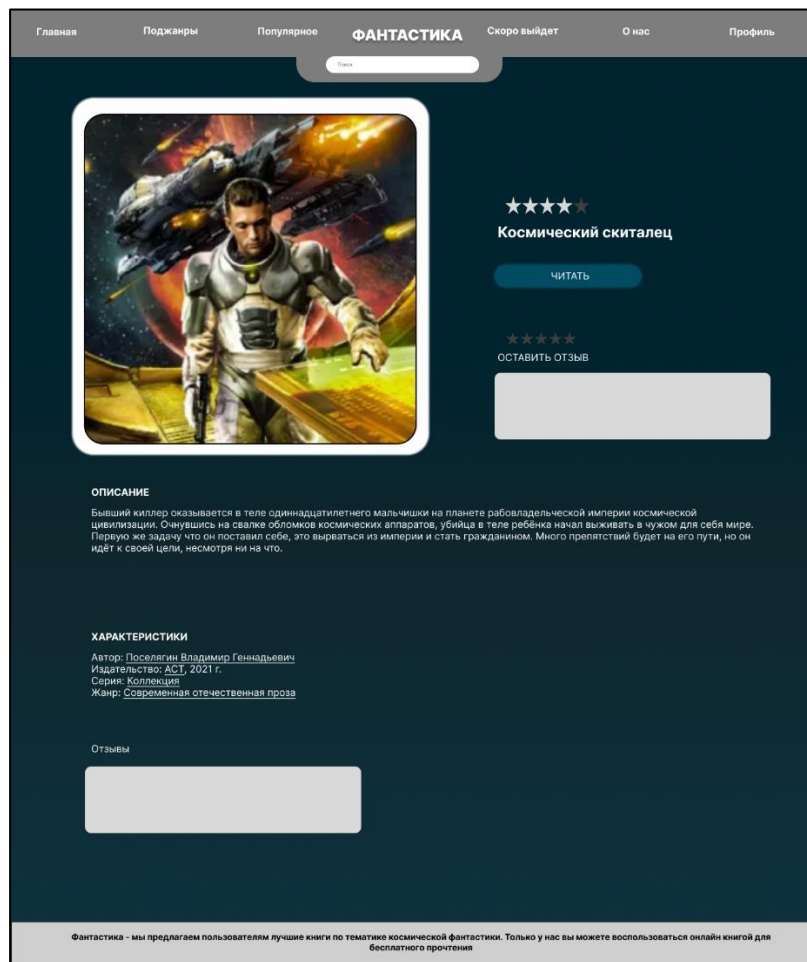 Главная
Поджанры
Популярное
ФАНТАСТИКА
Скоро выйдет
О нас
Профиль
Поиск
Космический скиталец
ЧИТАТЬ
ОСТАВИТЬ ОТЗЫВ
ОПИСАНИЕ
Бывший киллер оказывается в теле одиннадцатилетнего мальчишки на планете рабовладельческой империи космической
цивилизации. Очнувшись на свалке обломков космических аппаратов, убийца в теле ребёнка начал выживать в чужом для себя мире.
Первую же задачу что он поставил себе, это вырваться из империи и стать гражданином. Много препятствий будет на его пути, но он
идёт к своей цели, несмотря ни на что.
ХАРАКТЕРИСТИКИ
Автор: Поселягин Владимир Геннадьевич
Издательство: АСТ, 2021 г.
Серия: Коллекция
Жанр: Современная отечественная проза
Отзывы
Фантастика - мы предлагаем пользователям лучшие книги по тематике космической фантастики. Только у нас вы можете воспользоваться онлайн книгой для
бесплатного прочтения